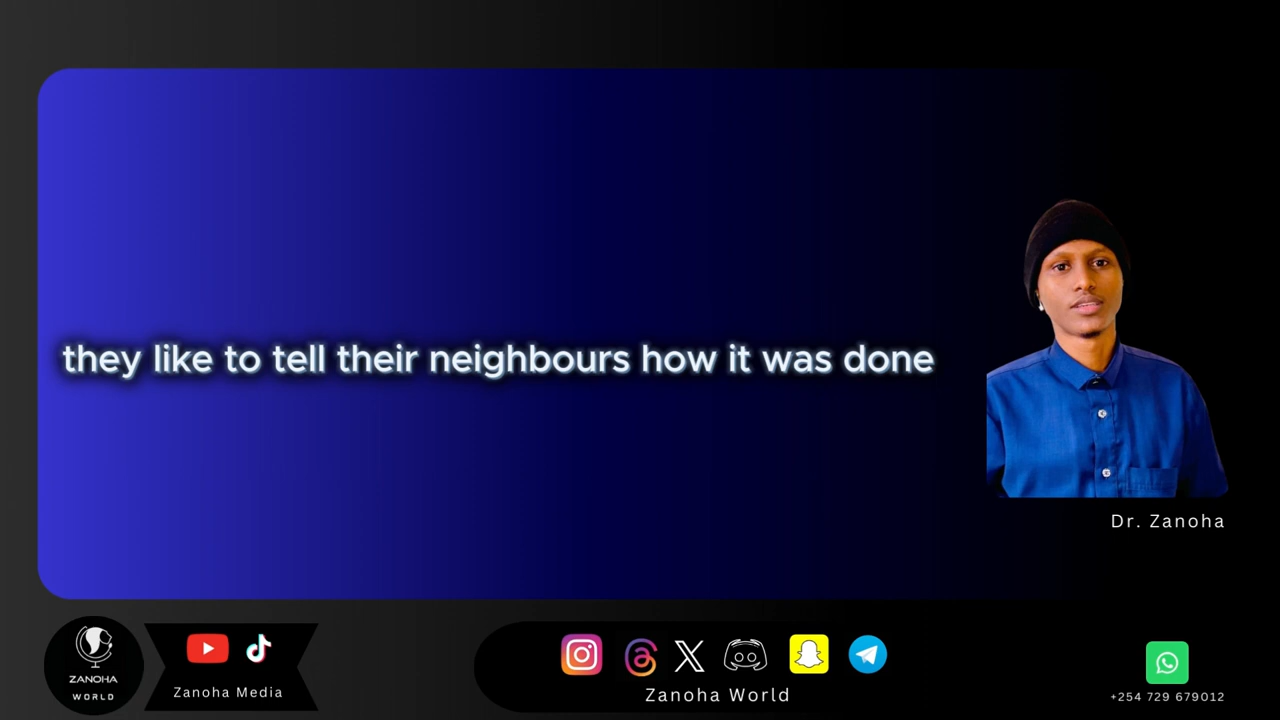 they like to tell their neighbours how it was done
Dr. Zanoha
ZANOHA
WORLD
Zanoha Media
Zanoha World
+254 729 679012